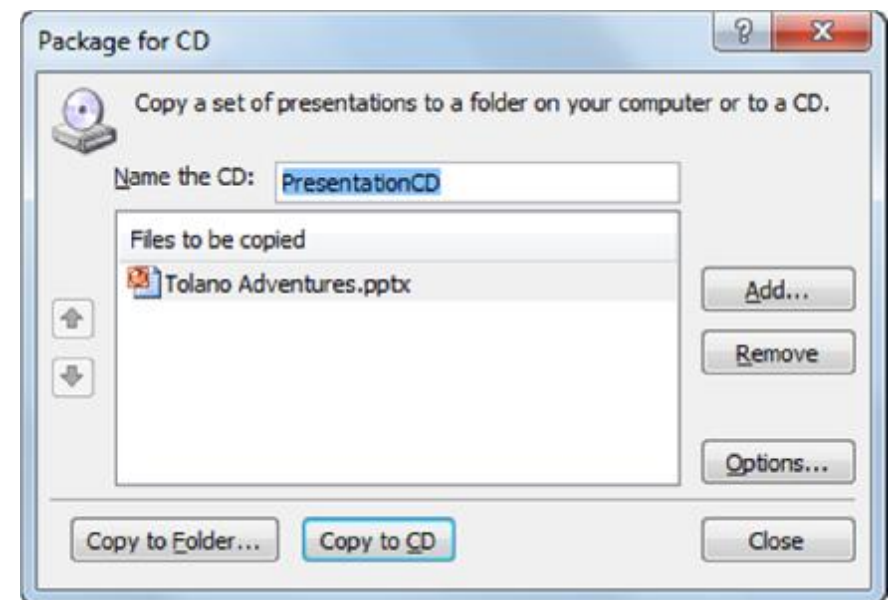 Package for CD
?
Copy a set of presentations to a folder on your computer or to a CD.
Name the CD: PresentationCD
Files to be copied
Tolano Adventures.pptx
Add...
Remove
Options...
Copy to Folder... Copy to CD Close